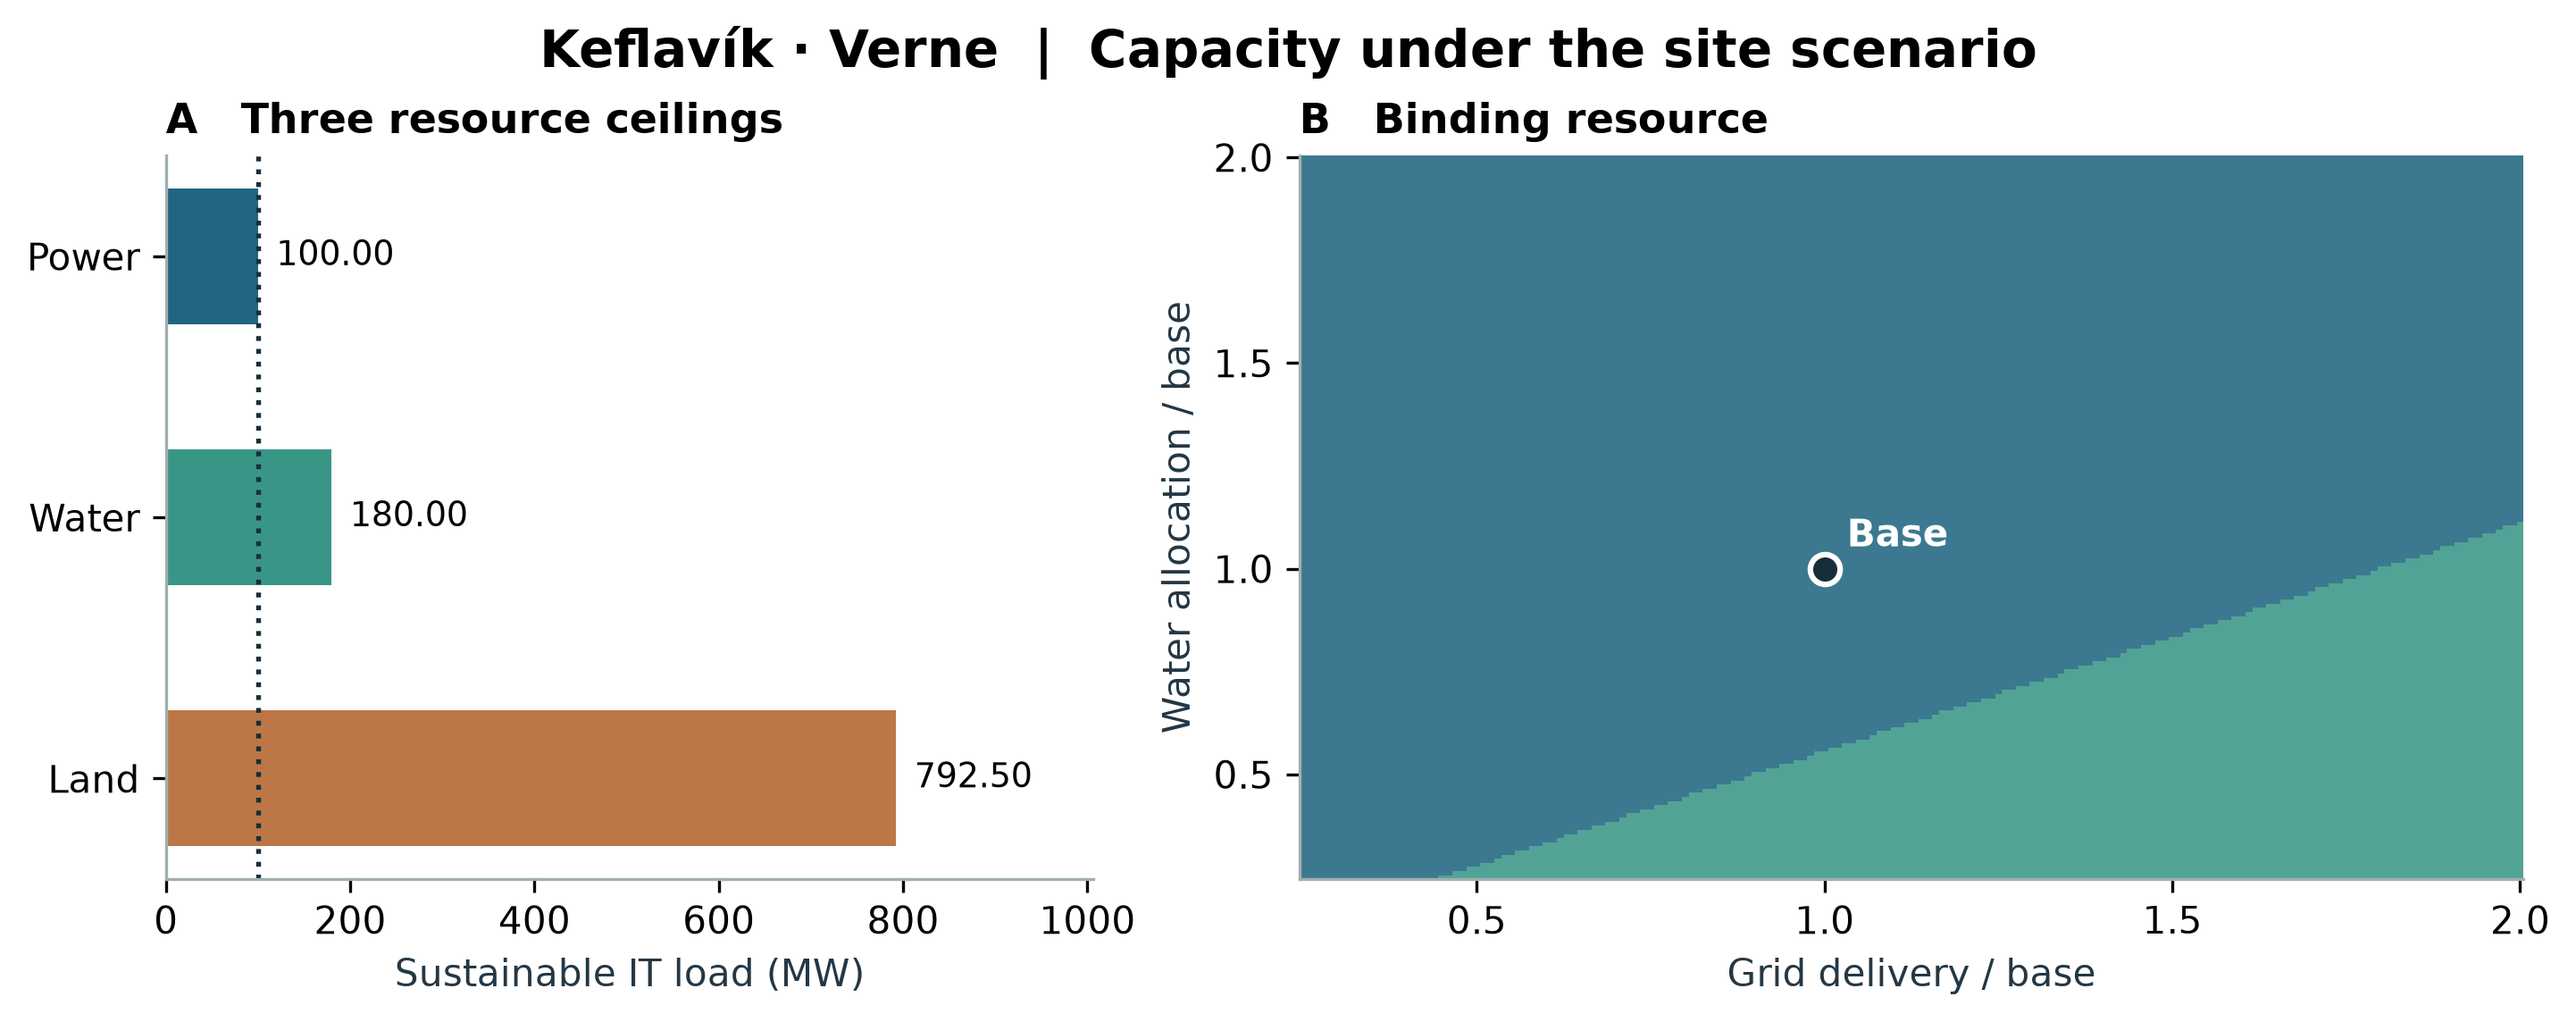 Keflavík · Verne | Capacity under the site scenario
A Three resource ceilings
Power
100.00
Water
180.00
Land
792.50
0 200 400 600 800 1000
Sustainable IT load (MW)
B Binding resource
2.0
1.5
1.0
0.5
Water allocation / base
Base
0.5 1.0 1.5 2.0
Grid delivery / base